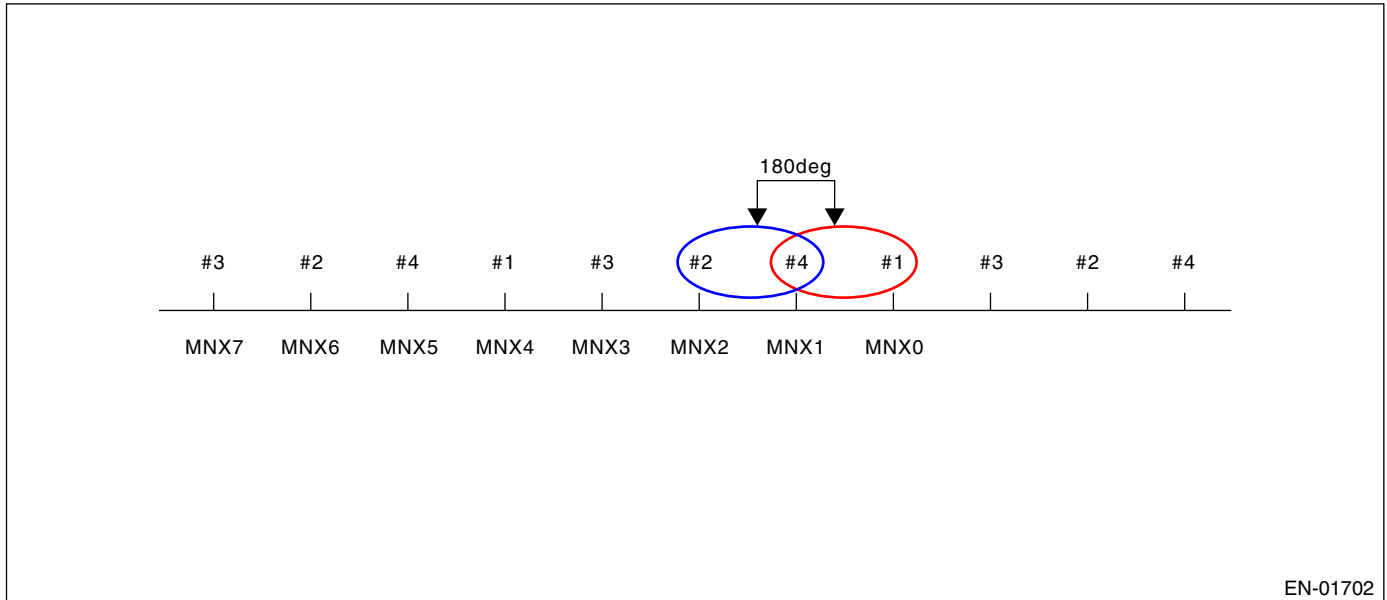 180deg
#3 #2 #4 #1 #3 #2 #4 #1 #3 #2 #4
MNX7 MNX6 MNX5 MNX4 MNX3 MNX2 MNX1 MNX0
EN-01702